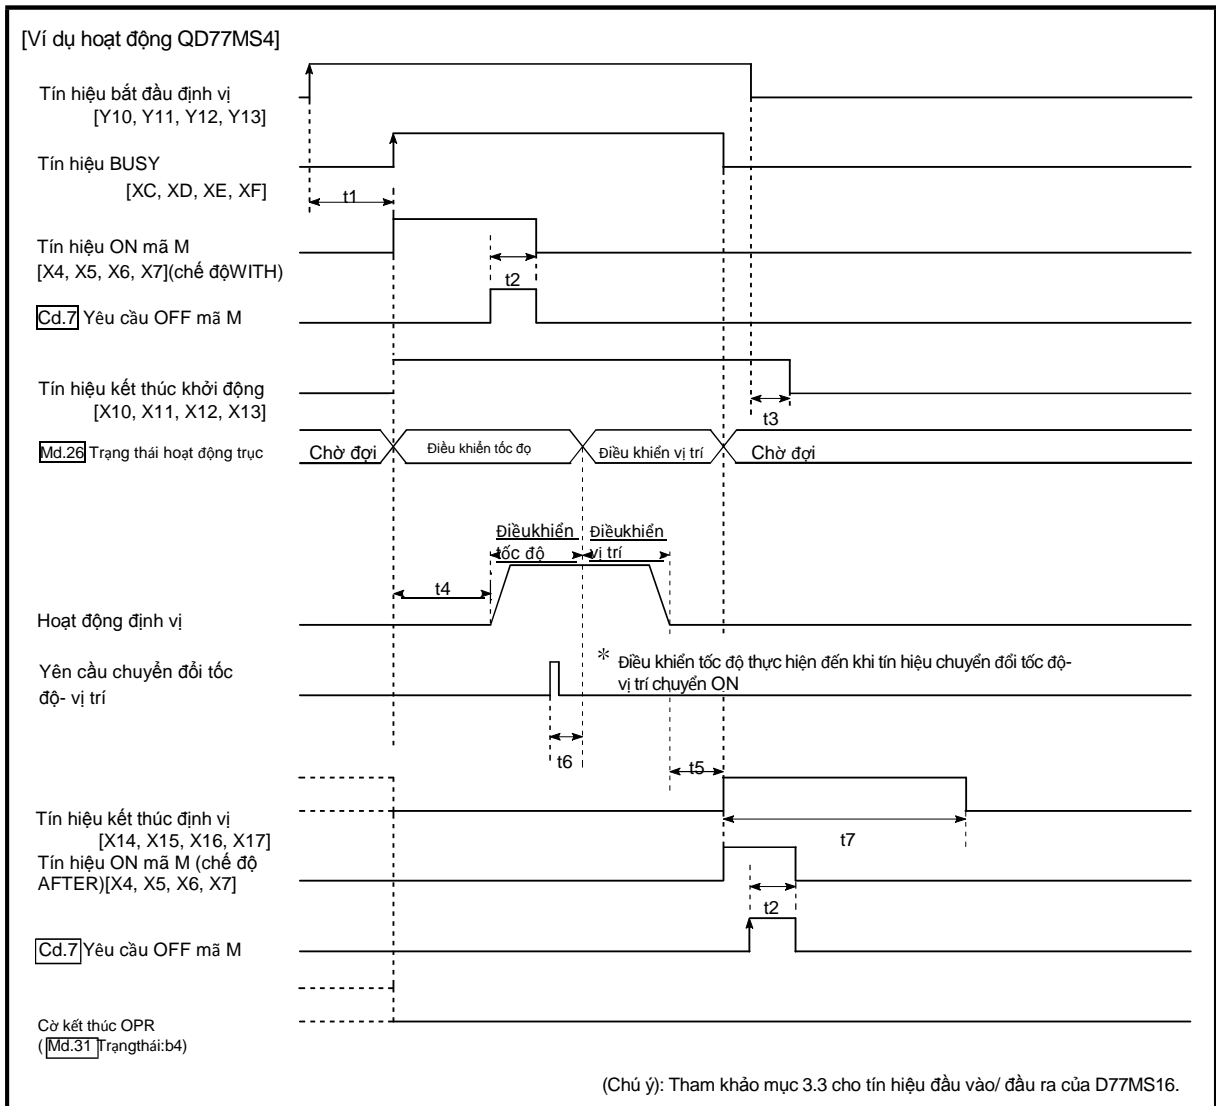 [Ví dụ hoạt động QD77MS4]
Tín hiệu bắt đầu định vị
[Y10, Y11, Y12, Y13]
Tín hiệu BUSY
[XC, XD, XE, XF]
t1
Tín hiệu ON mã M
[X4, X5, X6, X7](chế độWITH)
t2
Cd.7 Yêu cầu OFF mã M
Tín hiệu kết thúc khởi động
[X10, X11, X12, X13]
t3
Md.26 Trạng thái hoạt động trục
Chờ đợi
Điều khiển tốc đọ
Điều khiển vị trí
Chờ đợi
Điềukhiển
tốc độ
Điềukhiển
vị trí
t4
Hoạt động định vị
Yên cầu chuyển đổi tốc
độ- vị trí
* Điều khiển tốc độ thực hiện đến khi tín hiệu chuyển đổi tốc độ-
vị trí chuyển ON
t6
t5
Tín hiệu kết thúc định vị
[X14, X15, X16, X17]
t7
Tín hiệu ON mã M (chế độ
AFTER)[X4, X5, X6, X7]
t2
Cd.7 Yêu cầu OFF mã M
Cờ kết thúc OPR
( Md.31 Trạngthái:b4)
(Chú ý): Tham khảo mục 3.3 cho tín hiệu đầu vào/ đầu ra của D77MS16.